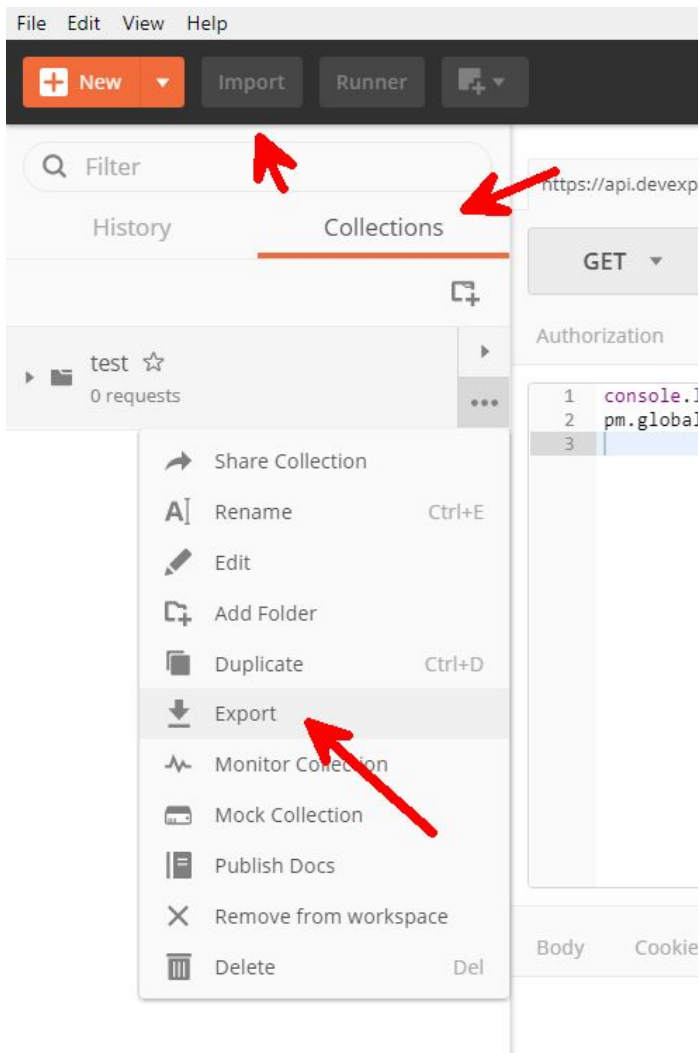 File Edit View Help
New Import Runner
Filter
https://api.devexp
History Collections
GET
Authorization
test
0 requests
1 console.l
2 pm.global
3
Share Collection
Rename Ctrl+E
Edit
Add Folder
Duplicate Ctrl+D
Export
Monitor Collection
Mock Collection
Publish Docs
Remove from workspace
Delete Del
Body Cookie